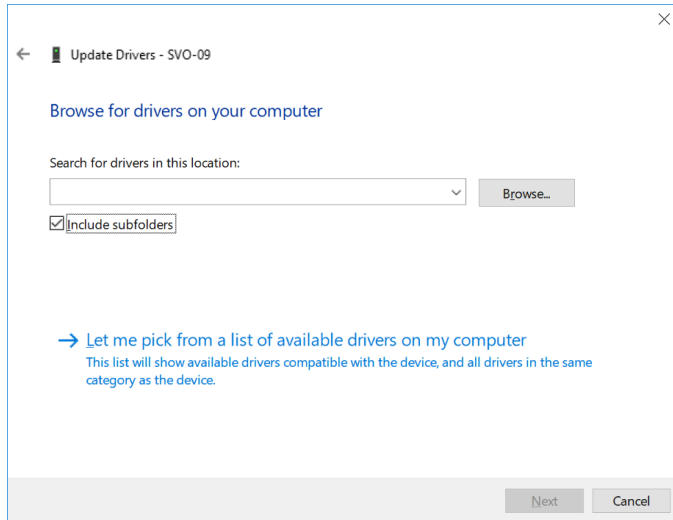 Update Drivers - SVO-09
Browse for drivers on your computer
Search for drivers in this location:
Browse...
Include subfolders
Let me pick from a list of available drivers on my computer
This list will show available drivers compatible with the device, and all drivers in the same
category as the device.
Next
Cancel